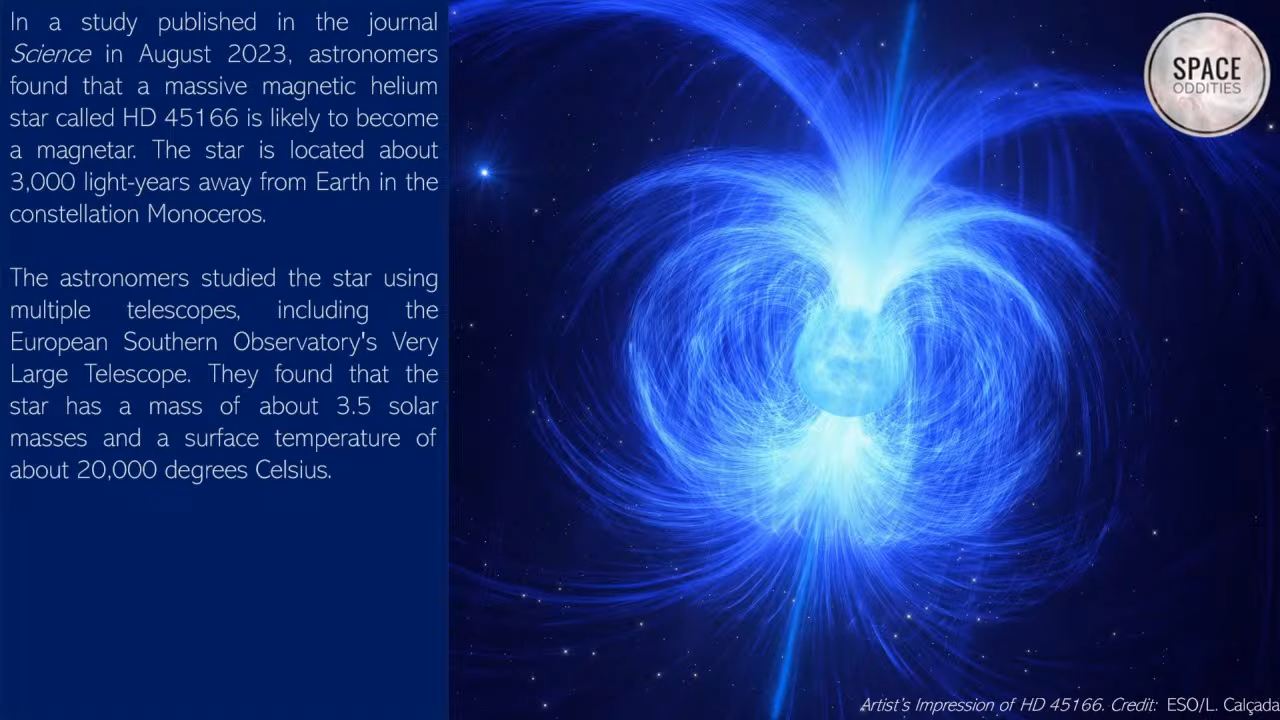 In a study published in the journal
Science in August 2023, astronomers
found that a massive magnetic helium
star called HD 45166 is likely to become
a magnetar. The star is located about
3,000 light-years away from Earth in the
constellation Monoceros.
The astronomers studied the star using
multiple telescopes, including the
European Southern Observatory's Very
Large Telescope. They found that the
star has a mass of about 3.5 solar
masses and a surface temperature of
about 20,000 degrees Celsius.
SPACE
ODDITIES
Artist's Impression of HD 45166. Credit: ESO/L. Calçada